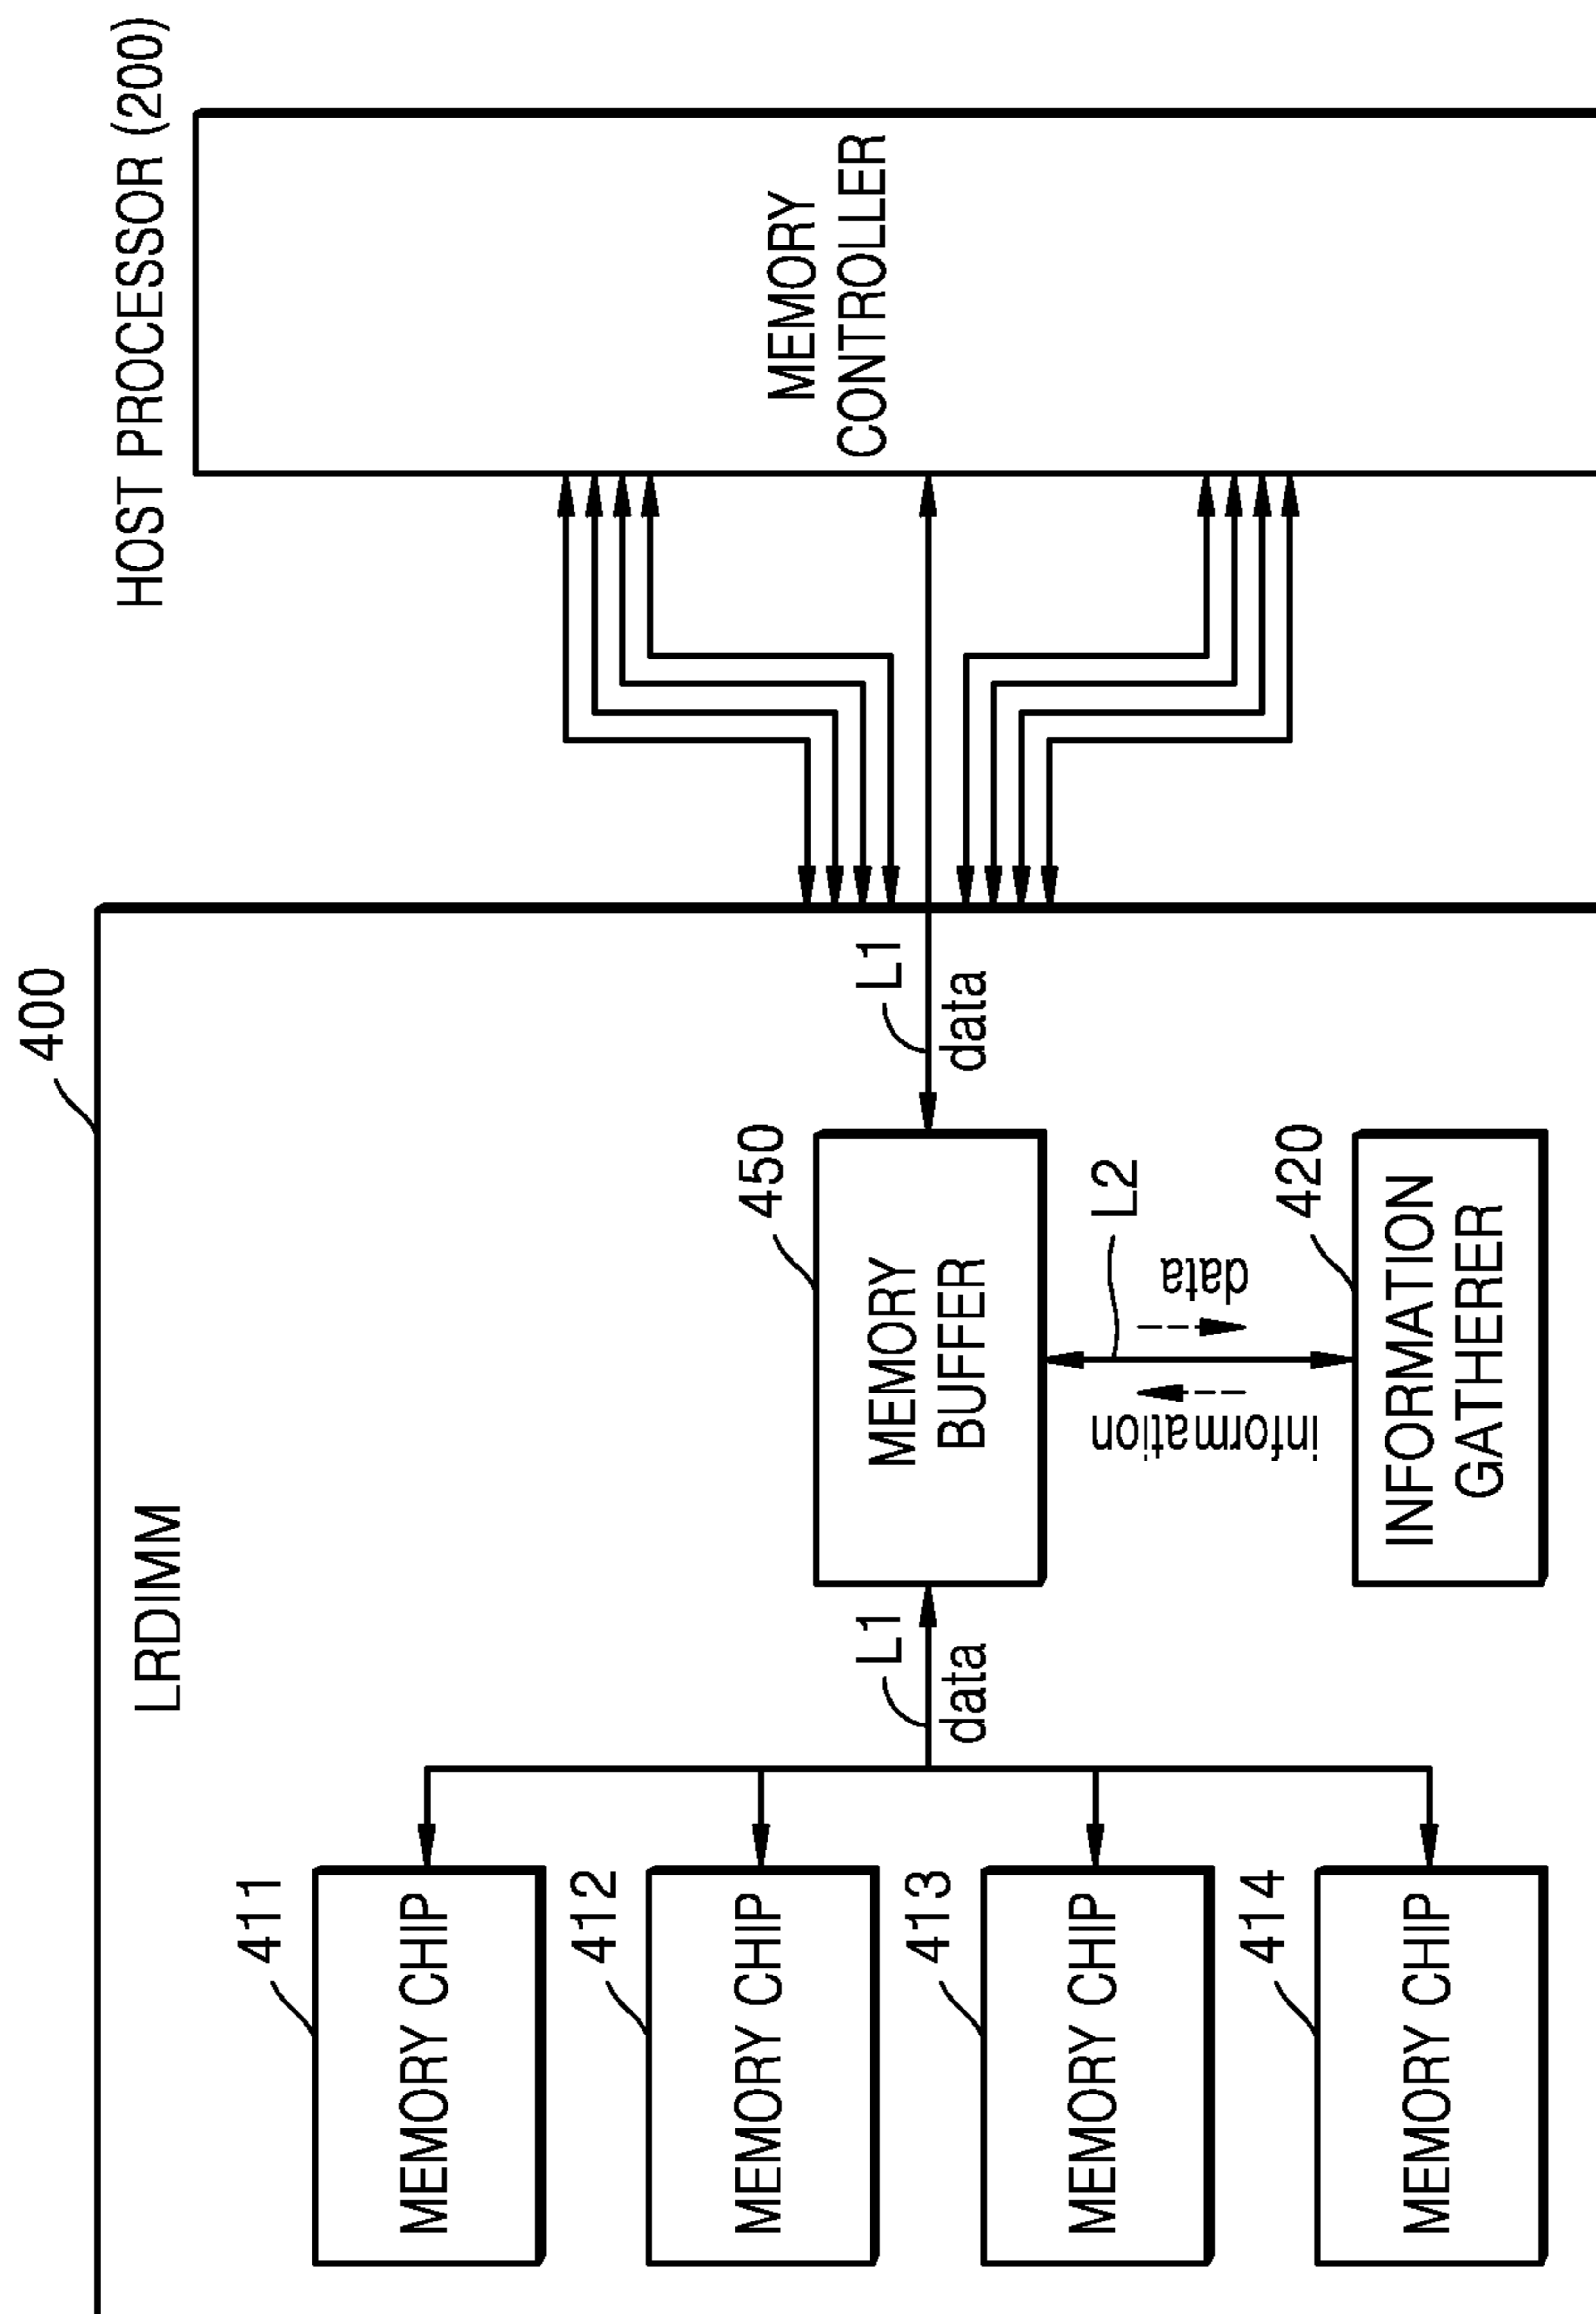 400
HOST PROCESSOR (200)
LRDIMM
411
MEMORY CHIP
412
MEMORY CHIP
413
MEMORY CHIP
414
MEMORY CHIP
L1
data
450
MEMORY
BUFFER
L1
data
L2
information
data
420
INFORMATION
GATHERER
MEMORY
CONTROLLER